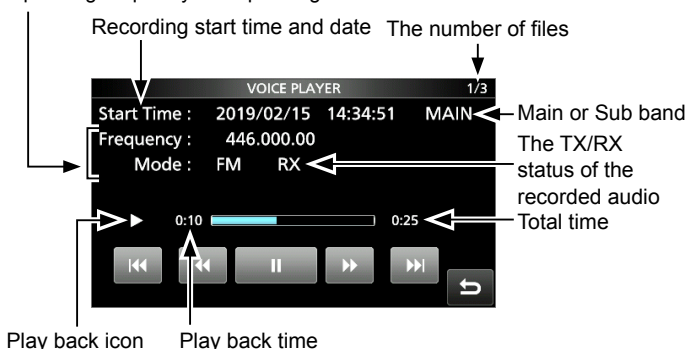 Recording start time and date
The number of files
VOICE PLAYER 1/3
Start Time : 2019/02/15 14:34:51 MAIN
Main or Sub band
Frequency : 446.000.00
Mode : FM RX
The TX/RX
status of the
recorded audio
0:10 0:25
Total time
Play back icon
Play back time